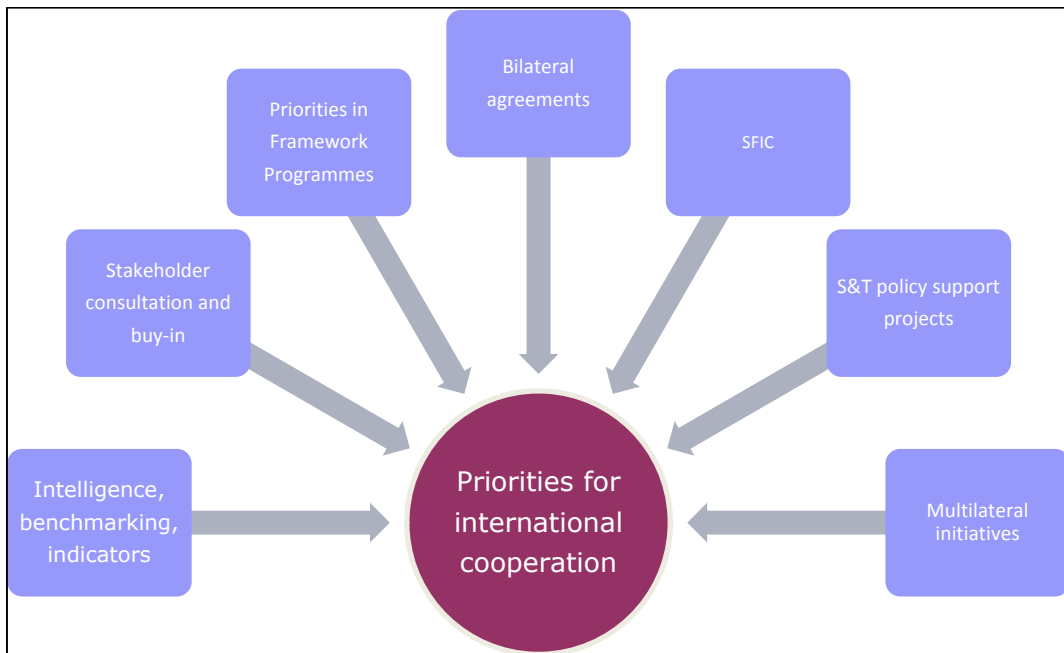 Bilateral
agreements
Priorities in
Framework
Programmes
SFIC
Stakeholder
consultation and
buy-in
S&T policy support
projects
Intelligence,
benchmarking,
indicators
Priorities for
international
cooperation
Multilateral
initiatives